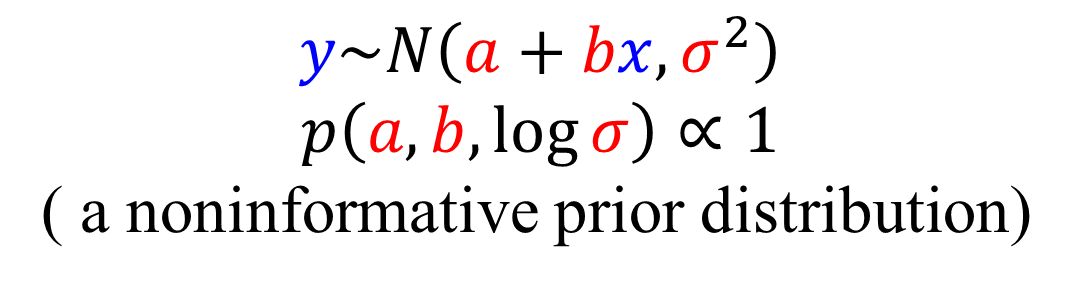 y~N(a + bx, σ²)
p(a, b, log σ) ∝ 1
( a noninformative prior distribution)